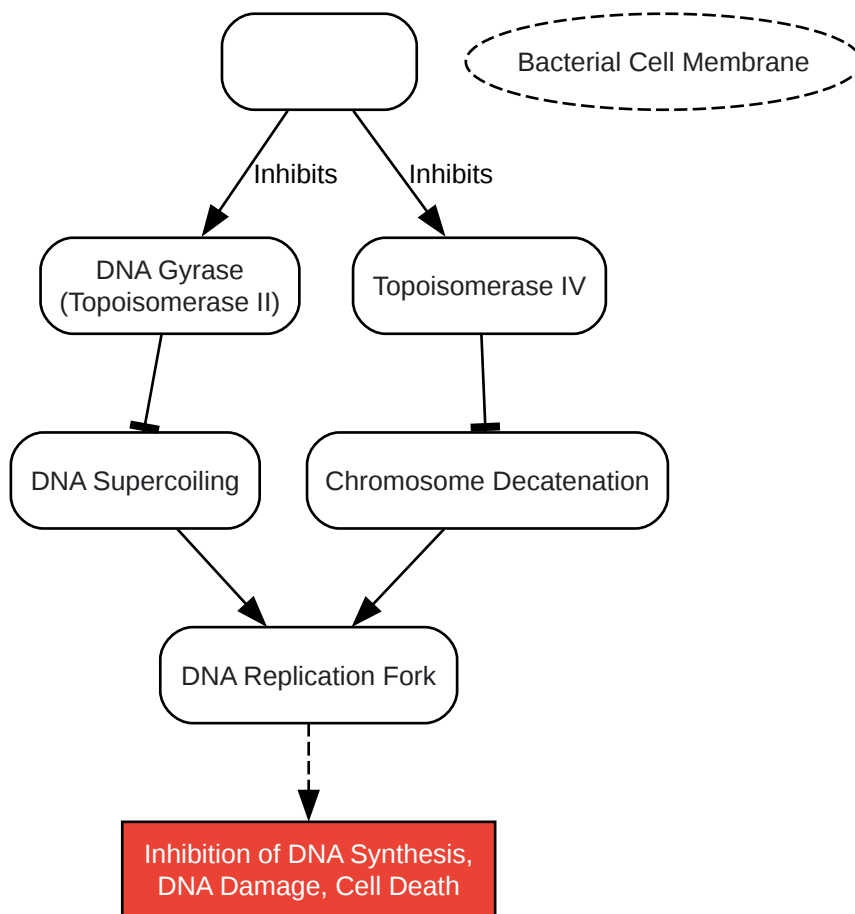 Bacterial Cell Membrane
Inhibits
Inhibits
DNA Gyrase
(Topoisomerase II)
Topoisomerase IV
DNA Supercoiling
Chromosome Decatenation
DNA Replication Fork
Inhibition of DNA Synthesis,
DNA Damage, Cell Death